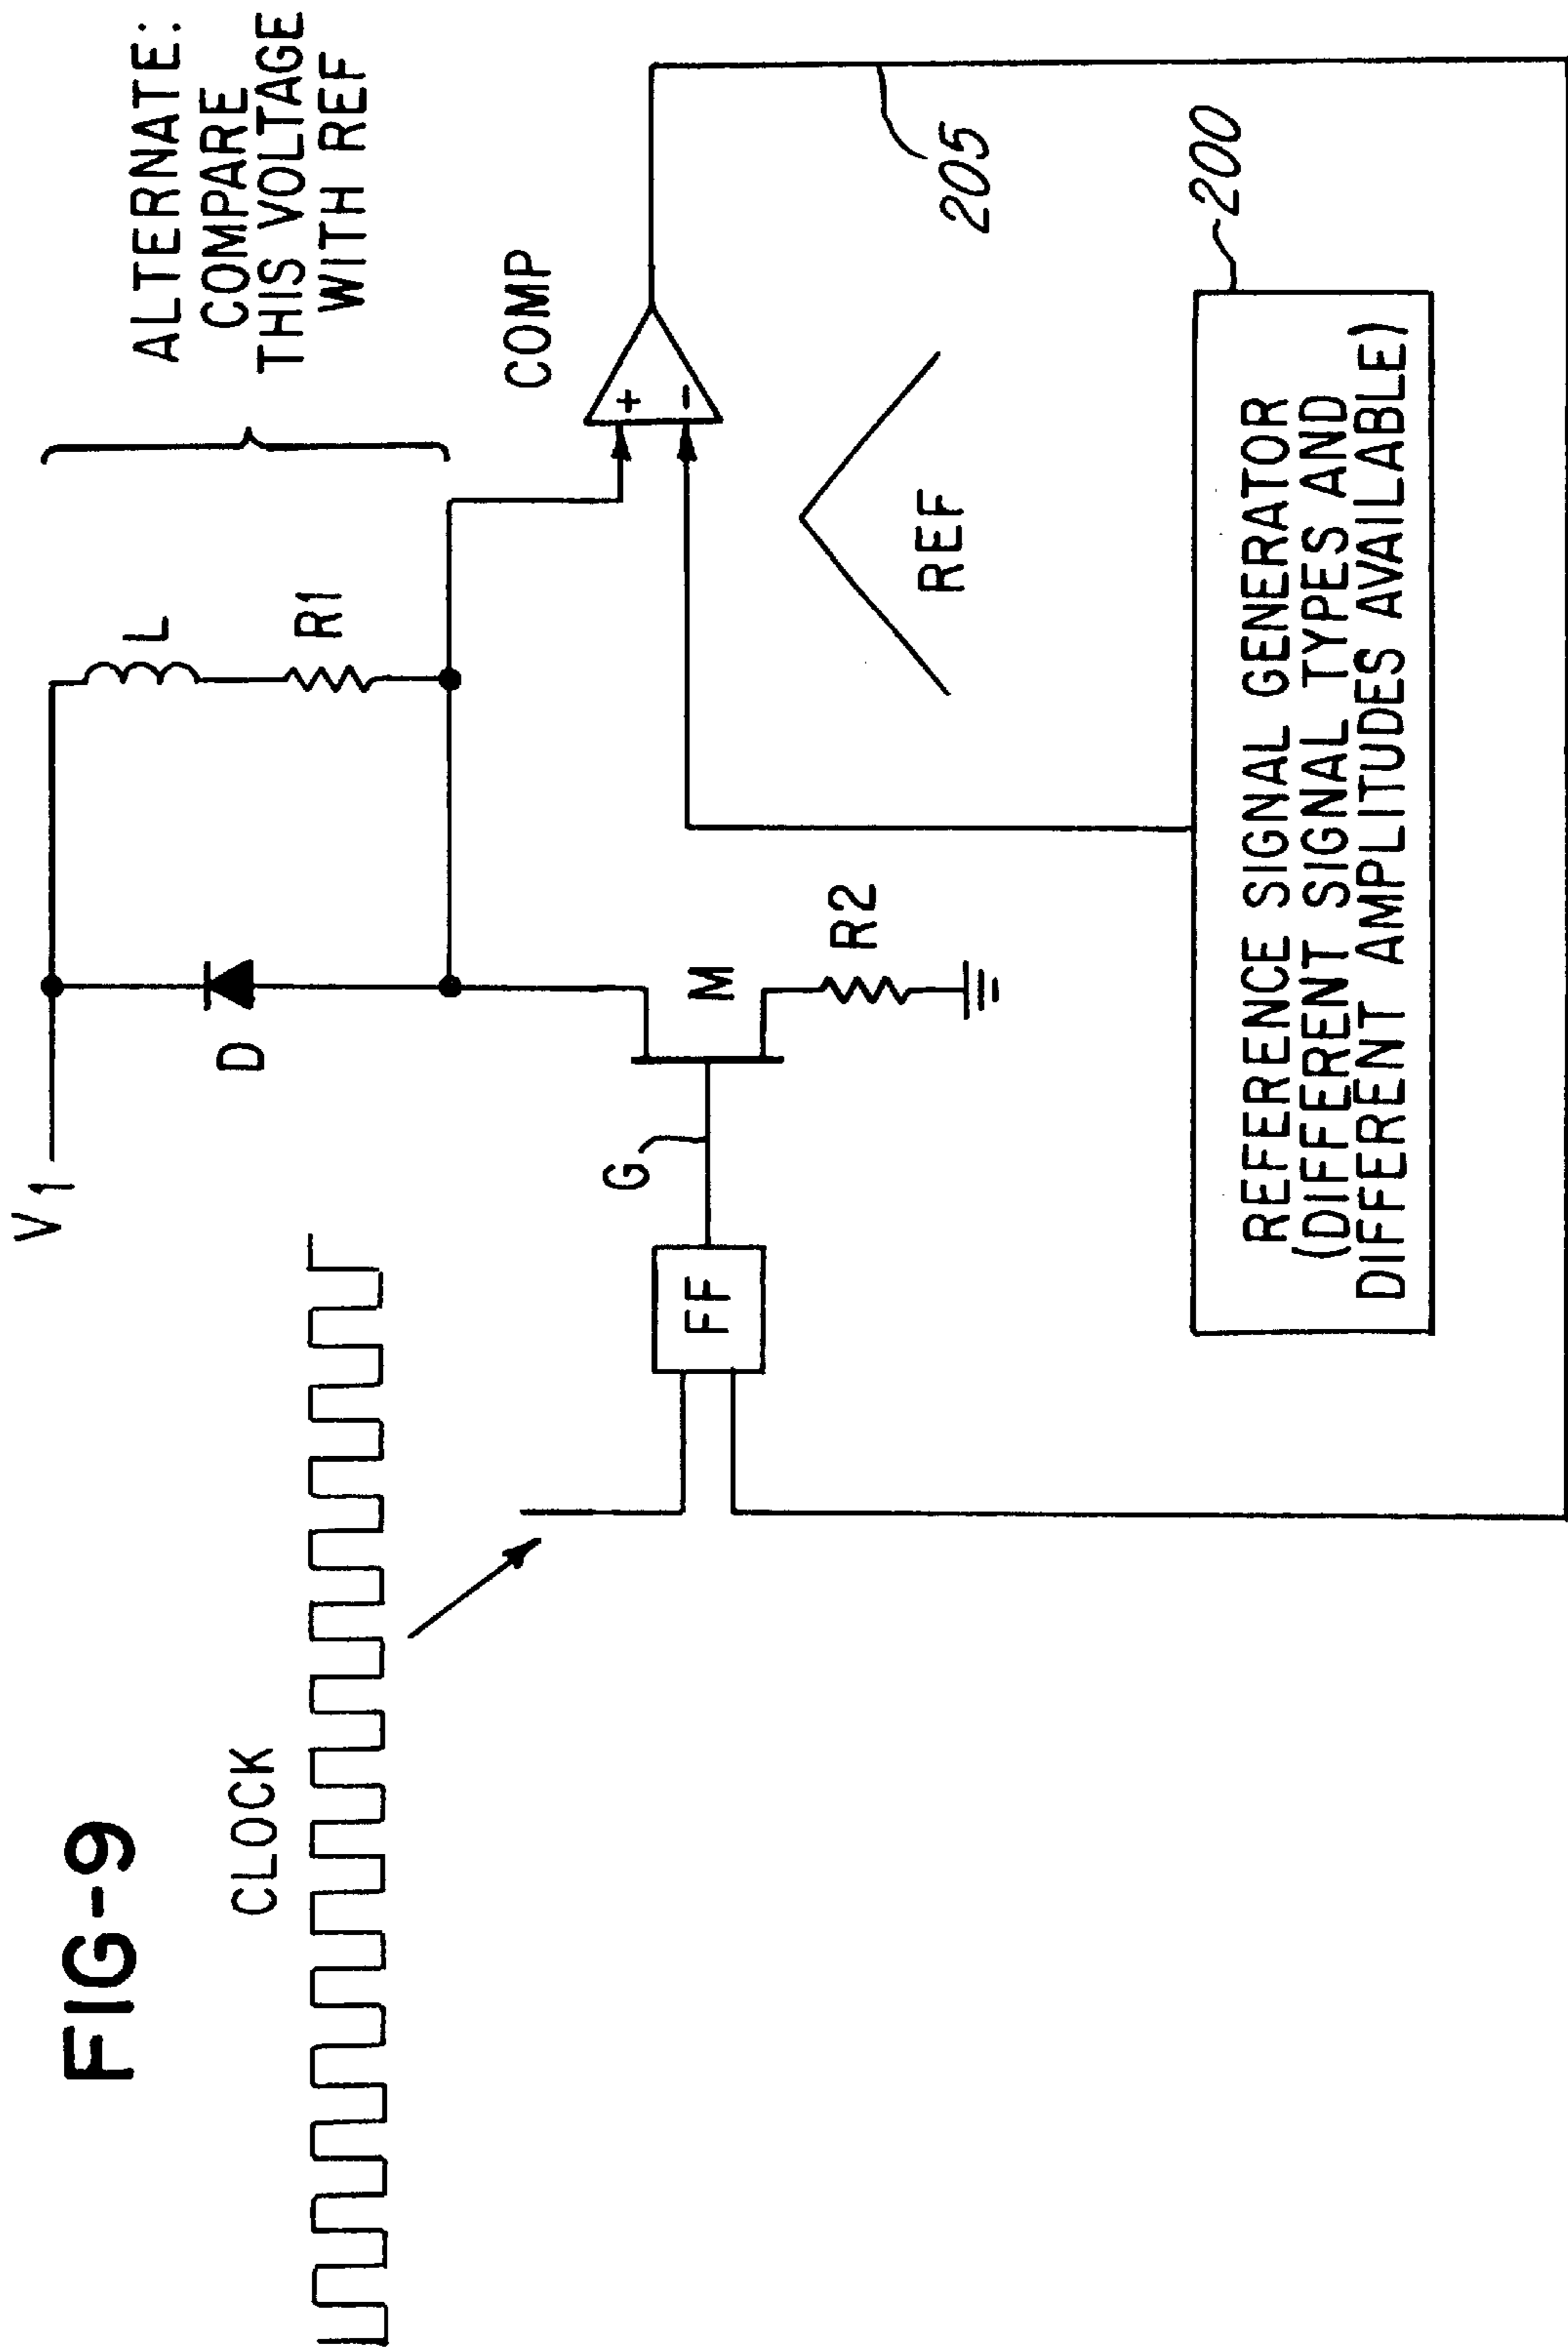 FIG-9
CLOCK
V1
D
L
R1
ALTERNATE:
COMPARE
THIS VOLTAGE
WITH REF
COMP
+
-
FF
G
M
R2
REF
205
200
REFERENCE SIGNAL GENERATOR
(DIFFERENT SIGNAL TYPES AND
DIFFERENT AMPLITUDES AVAILABLE)